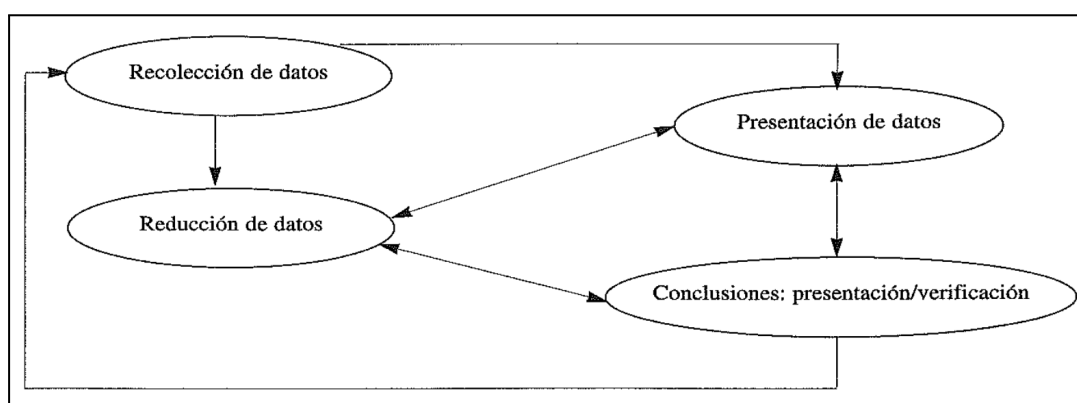 Recolección de datos
Presentación de datos
Reducción de datos
Conclusiones: presentación/verificación